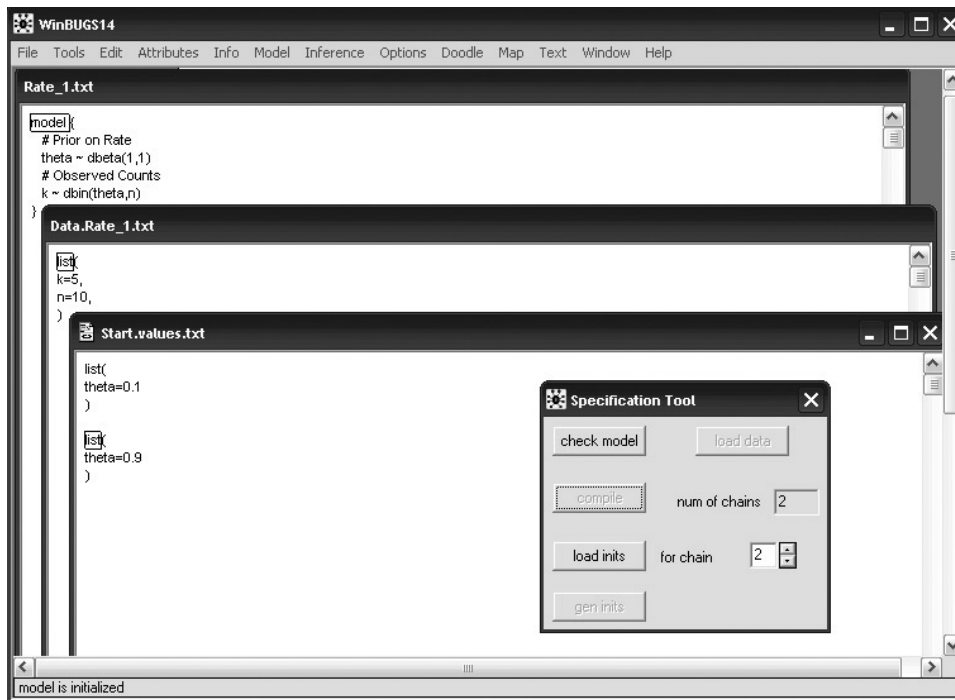 WinBUGS14
File Tools Edit Attributes Info Model Inference Options Doodle Map Text Window Help
Rate_1.txt
model{
# Prior on Rate
theta ~ dbeta(1,1)
# Observed Counts
k ~ dbin(theta,n)
}
Data.Rate_1.txt
list(
k=5,
n=10,
)
Start.values.txt
list(
theta=0.1
)
list(
theta=0.9
)
Specification Tool
check model load data
compile num of chains 2
load inits for chain 2
gen inits
model is initialized